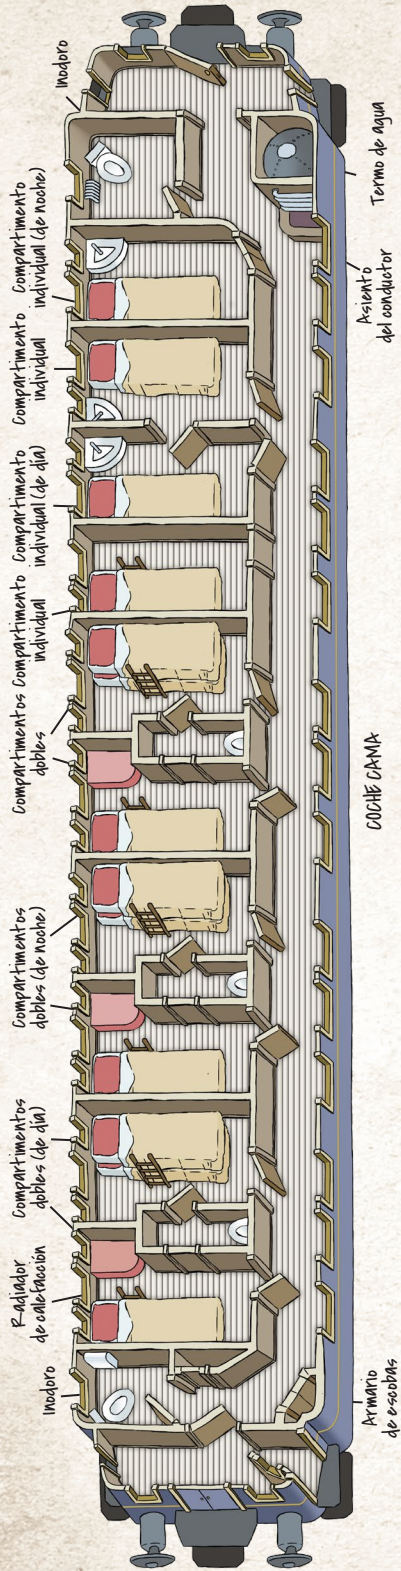 Inodoro
Radiador
de calefacción
Compartimentos
dobles (de día)
Compartimentos
dobles (de noche)
Compartimentos
dobles
Compartimento
individual
Compartimento
individual (de día)
Compartimento
individual
Compartimento
individual (de noche)
Inodoro
Armario
de escobas
COCHE CAMA
Asiento
del conductor
Termo de agua